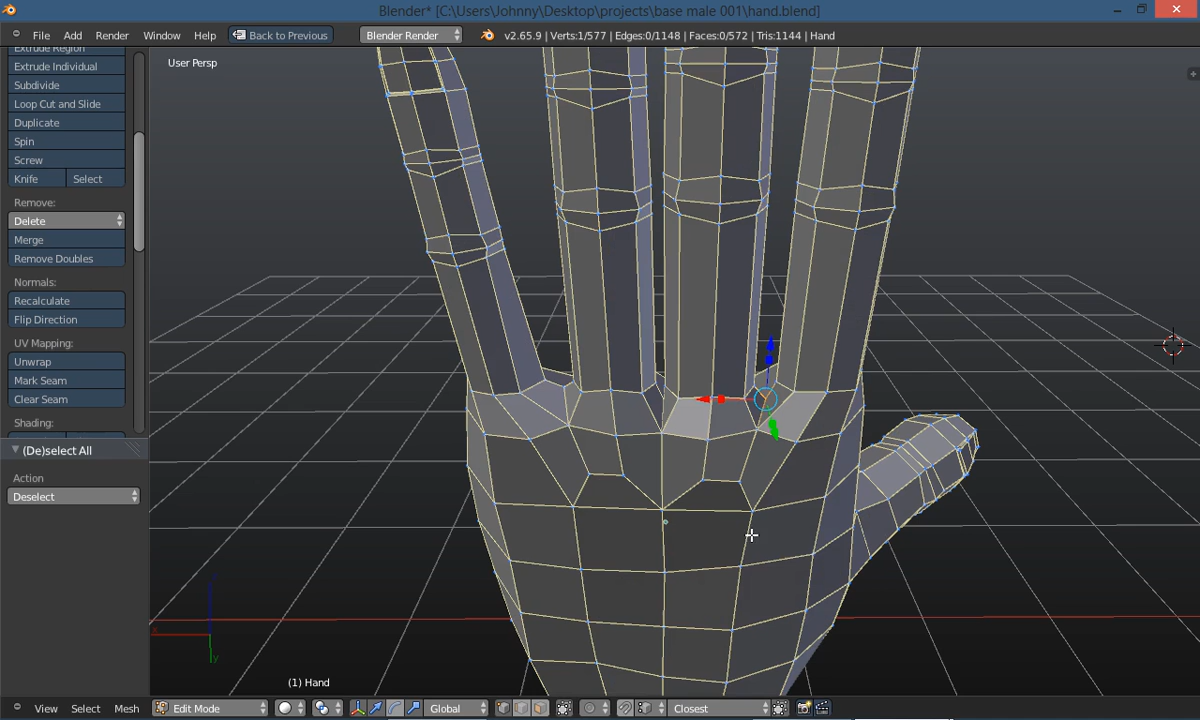 Blender* [C:\Users\Johnny\Desktop\projects\base male 001\hand.blend]
File Add Render Window Help Back to Previous Blender Render v2.65.9 | Verts:1/577 | Edges:0/1148 | Faces:0/572 | Tris:1144 | Hand
Extrude Region
Extrude Individual
Subdivide
Loop Cut and Slide
Duplicate
Spin
Screw
Knife Select
Remove:
Delete
Merge
Remove Doubles
Normals:
Recalculate
Flip Direction
UV Mapping:
Unwrap
Mark Seam
Clear Seam
Shading:
(De)select All
Action
Deselect
User Persp
(1) Hand
View Select Mesh Edit Mode Global Closest